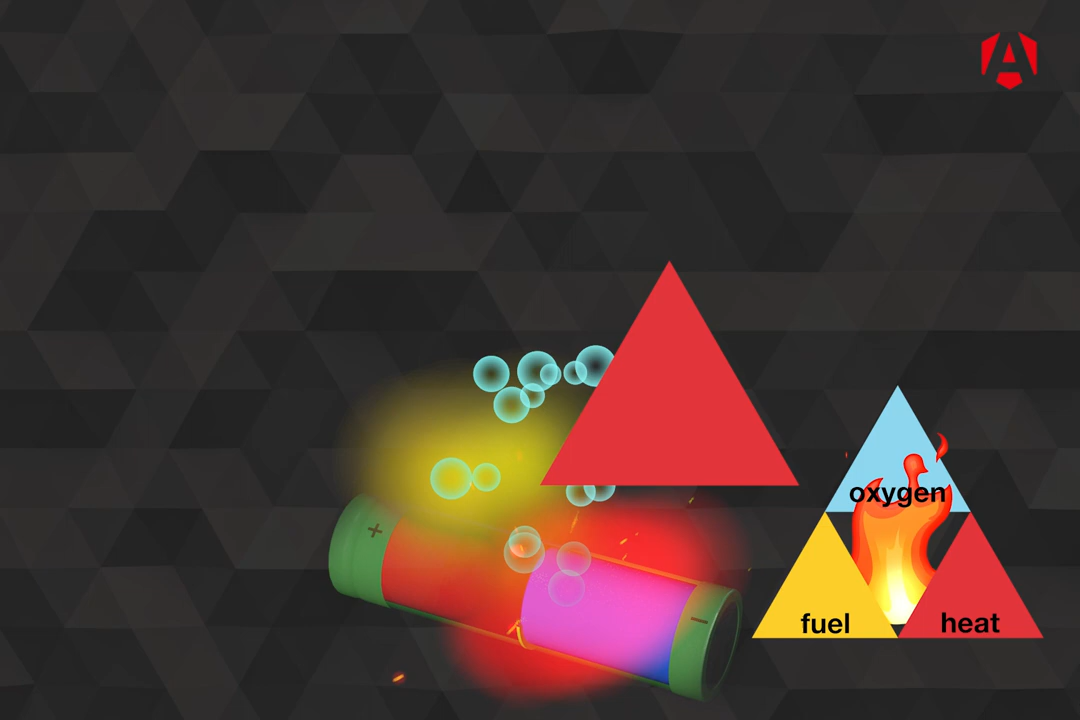 oxygen
fuel
heat
+
−